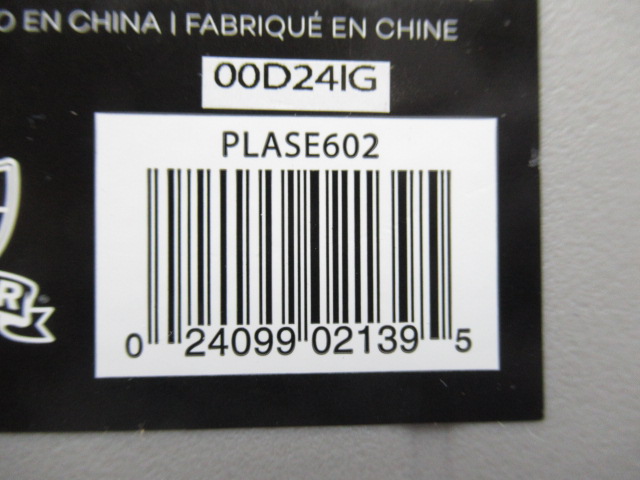 O EN CHINA | FABRIQUÉ EN CHINE
00D24IG
PLASE602
0 24099 02139 5
R